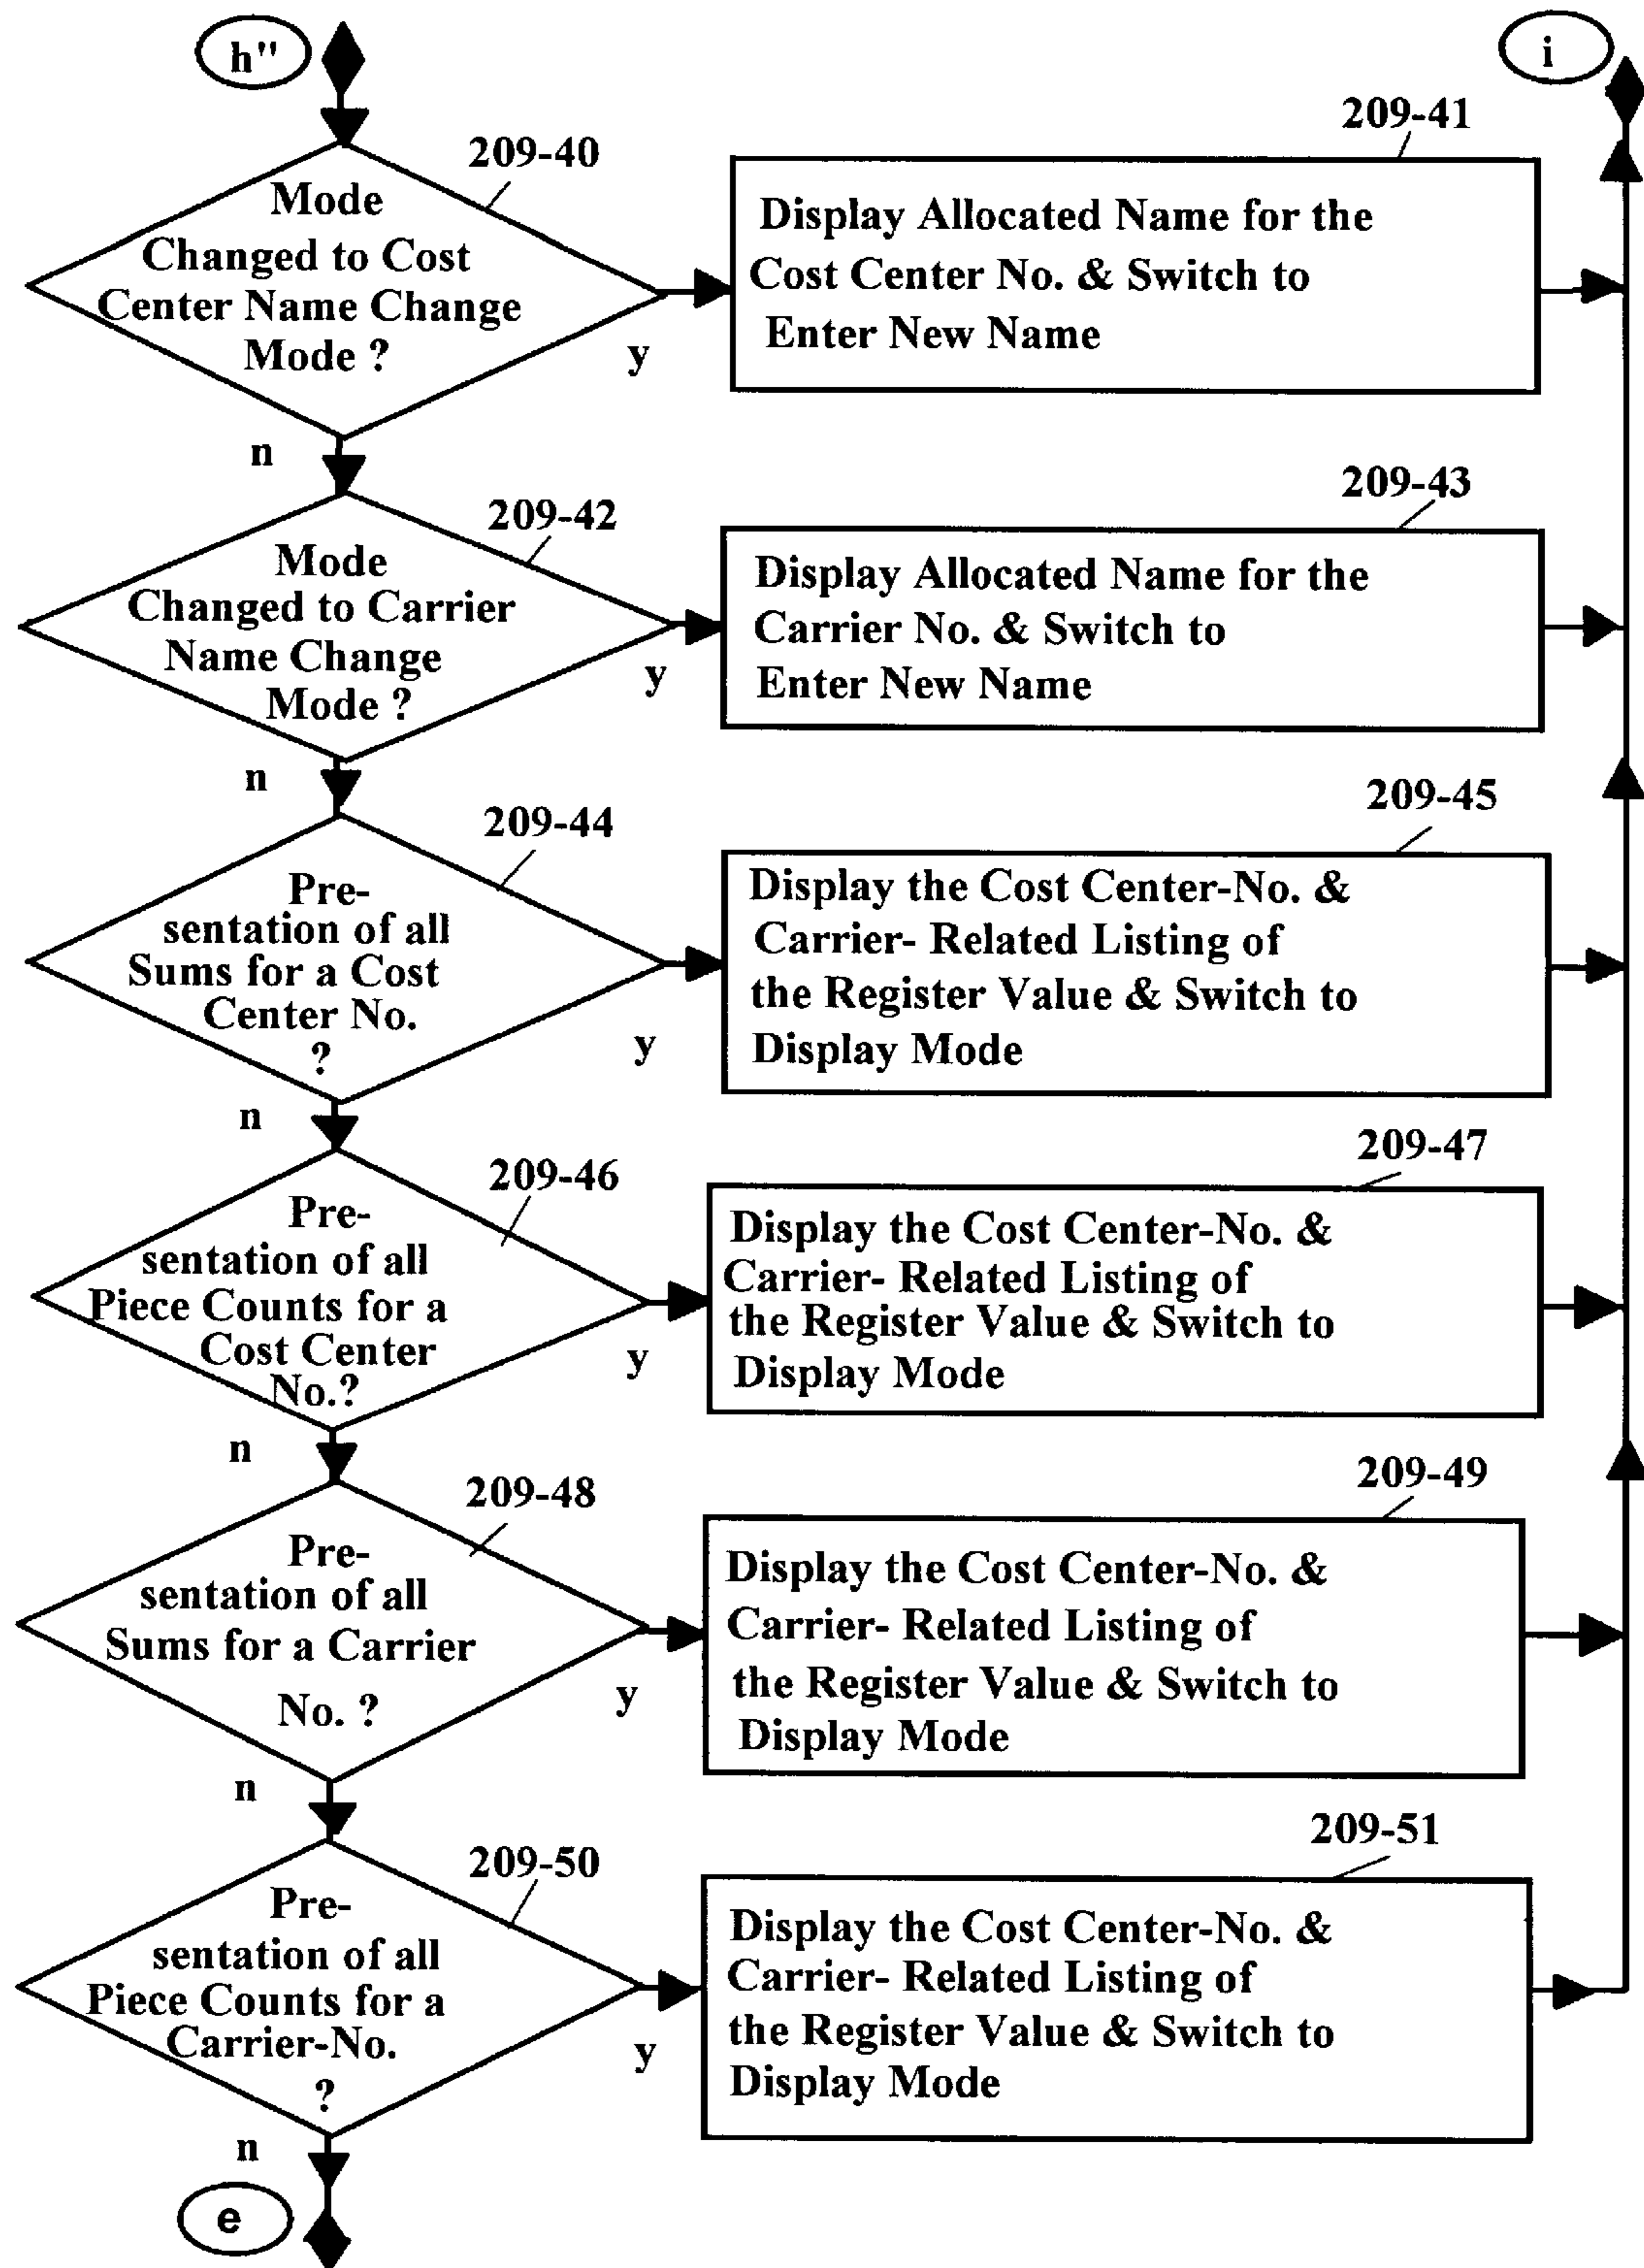 h"
i
209-40
Mode
Changed to Cost
Center Name Change
Mode ?
y
n
209-41
Display Allocated Name for the
Cost Center No. & Switch to
Enter New Name
209-42
Mode
Changed to Carrier
Name Change
Mode ?
y
n
209-43
Display Allocated Name for the
Carrier No. & Switch to
Enter New Name
209-44
Pre-
sentation of all
Sums for a Cost
Center No.
?
y
n
209-45
Display the Cost Center-No. &
Carrier- Related Listing of
the Register Value & Switch to
Display Mode
209-46
Pre-
sentation of all
Piece Counts for a
Cost Center
No.?
y
n
209-47
Display the Cost Center-No. &
Carrier- Related Listing of
the Register Value & Switch to
Display Mode
209-48
Pre-
sentation of all
Sums for a Carrier
No. ?
y
n
209-49
Display the Cost Center-No. &
Carrier- Related Listing of
the Register Value & Switch to
Display Mode
209-50
Pre-
sentation of all
Piece Counts for a
Carrier-No.
?
y
n
209-51
Display the Cost Center-No. &
Carrier- Related Listing of
the Register Value & Switch to
Display Mode
e